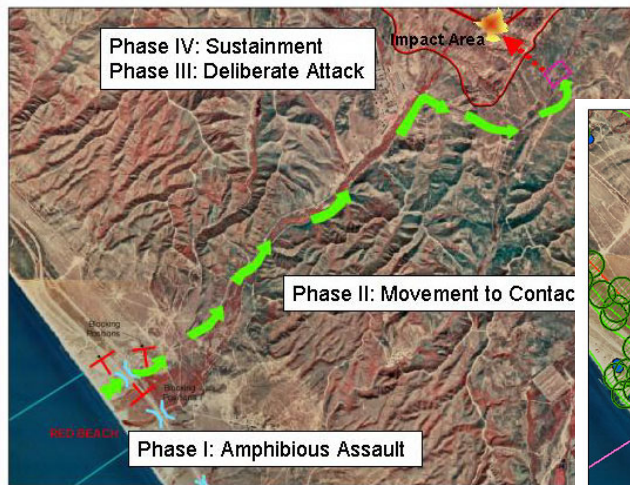 Phase IV: Sustainment
Phase III: Deliberate Attack
Impact Area
Phase II: Movement to Contac
Blocking
Positions
Blocking
Positions
RED BEACH
Phase I: Amphibious Assault